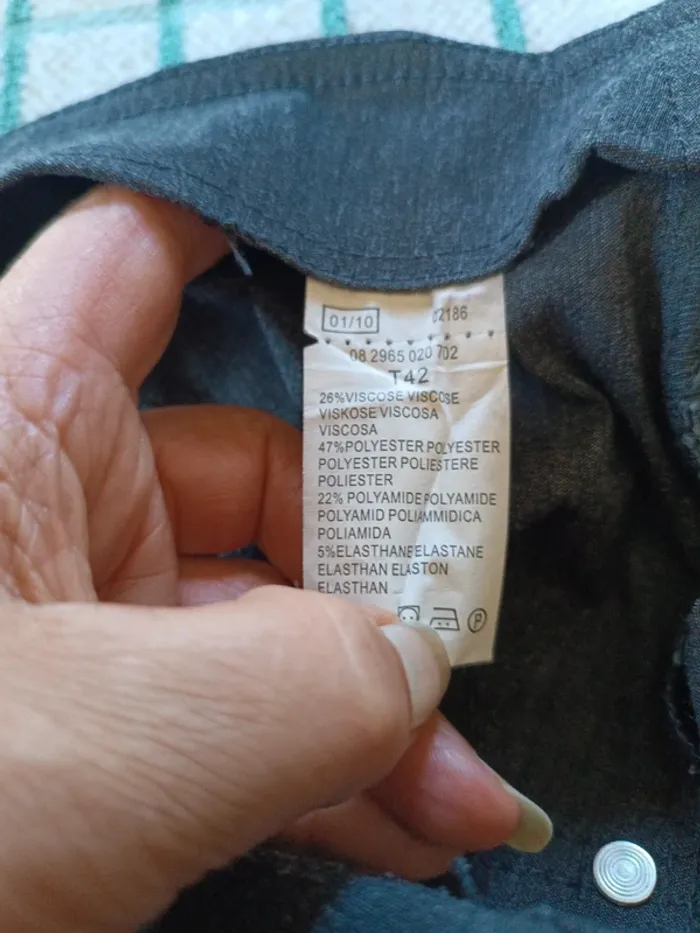 01/10
2186
08 2965 020 702
T42
26%VISCOSE VISCOSE
VISKOSE VISCOSA
VISCOSA
47%POLYESTER POLYESTER
POLYESTER POLIESTERE
POLIESTER
22% POLYAMIDE POLYAMIDE
POLYAMID POLIAMMIDICA
POLIAMIDA
5%ELASTHANE ELASTANE
ELASTHAN ELASTON
ELASTHAN
P